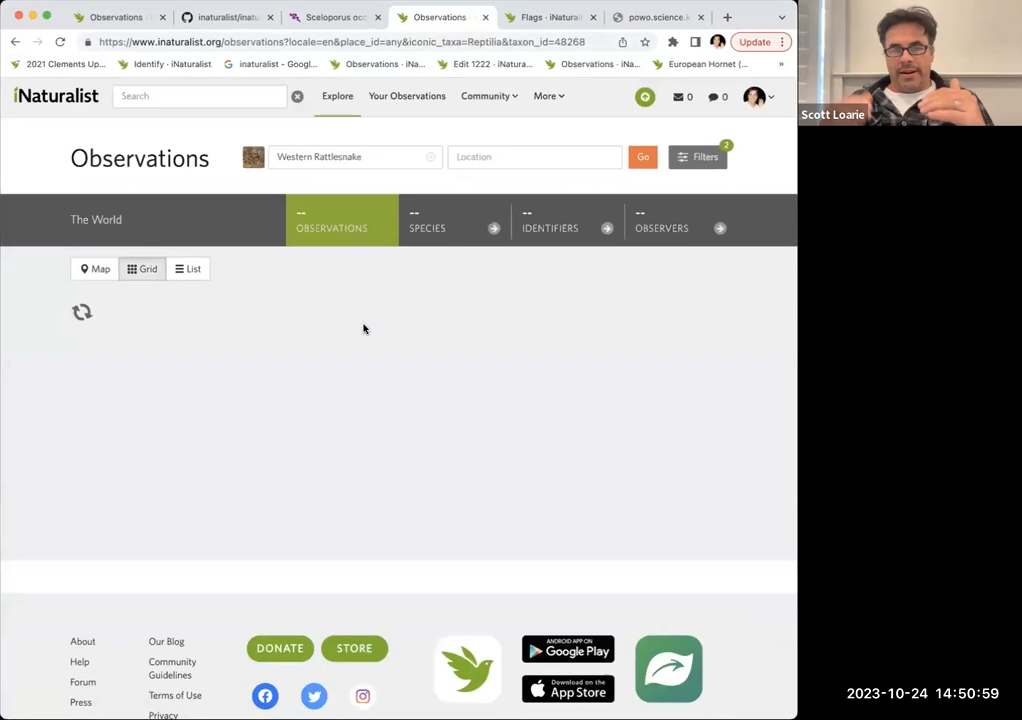 Observations ·
inaturalist/inatu
Sceloporus occ
Observations ·
Flags · iNatural
powo.science.
https://www.inaturalist.org/observations?locale=en&place_id=any&iconic_taxa=Reptilia&taxon_id=48268
Update
2021 Clements Up...
Identify · iNaturalist
inaturalist - Googl...
Observations · iNa...
Edit 1222 · iNatura...
Observations · iNa...
European Hornet (...
»
iNaturalist
Search
Explore
Your Observations
Community
More
0
0
Observations
Western Rattlesnake
Location
Go
Filters
2
The World
--
OBSERVATIONS
--
SPECIES
--
IDENTIFIERS
--
OBSERVERS
Map
Grid
List
About
Help
Forum
Press
Our Blog
Community
Guidelines
Terms of Use
Privacy
DONATE
STORE
ANDROID APP ON
Google Play
Download on the
App Store
Scott Loarie
2023-10-24 14:50:59